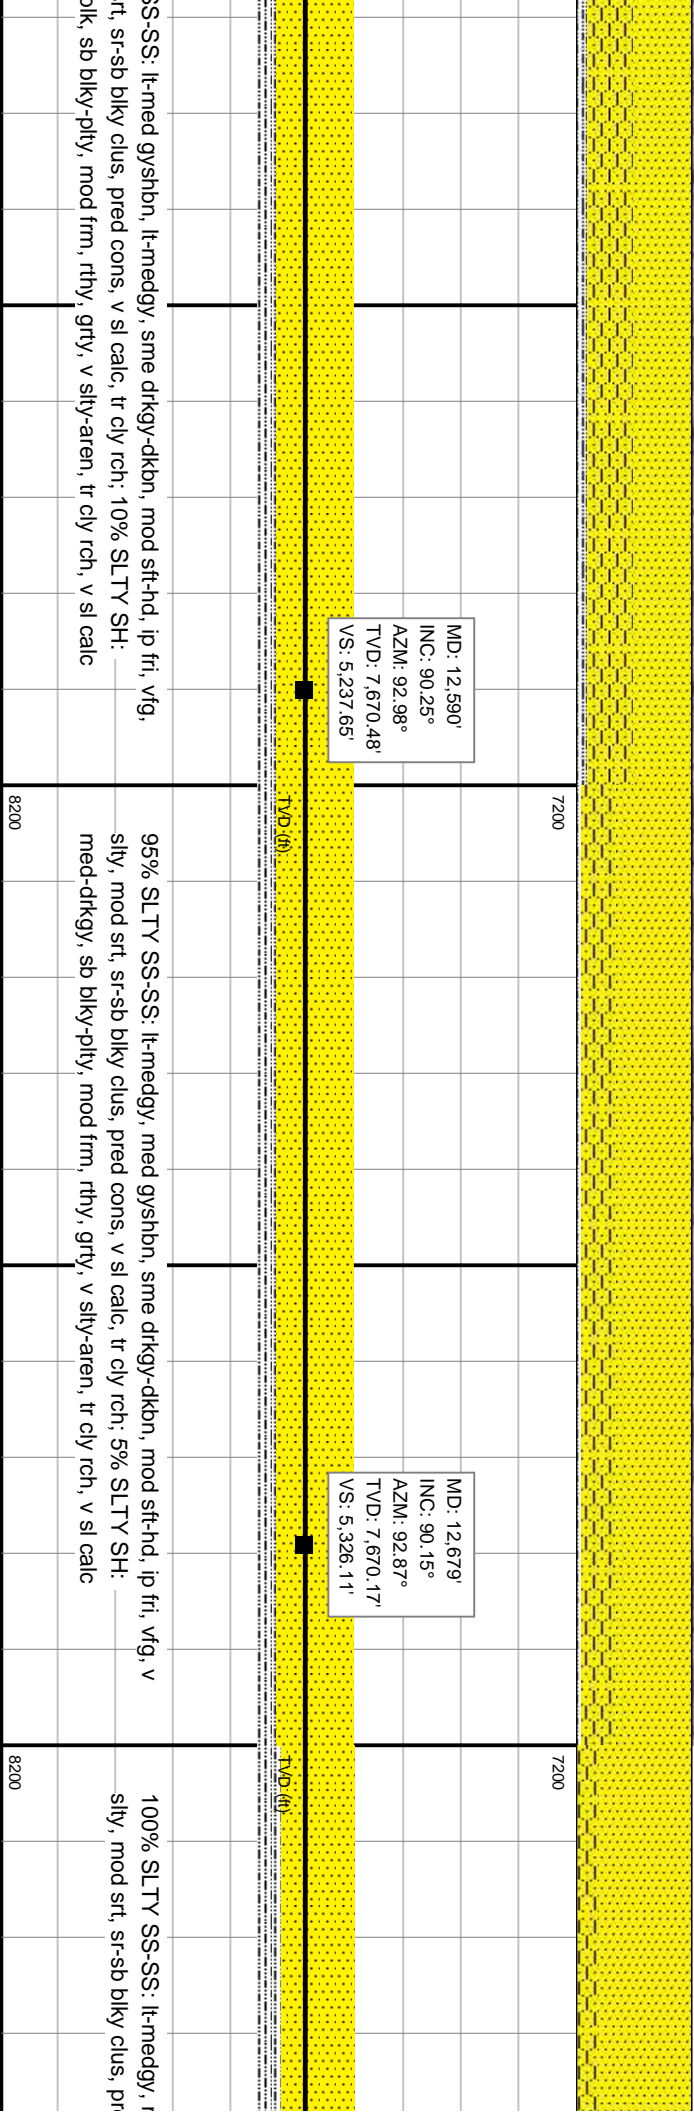 SS-SS: lt-med gyshbn, lt-medgy, sme drkgy-dkbn, mod sft-hd, ip fri, vfg,
srt, sr-sb blky clus, pred cons, v sl calc, tr cly rch; 10% SLTY SH:
blk, sb blky-plty, mod frm, rthy, grty, v slty-aren, tr cly rch, v sl calc
MD: 12,590'
INC: 90.25°
AZM: 92.98°
TVD: 7,670.48'
VS: 5,237.65'
7200
TVD (ft)
8200
95% SLTY SS-SS: lt-medgy, med gyshbn, sme drkgy-dkbn, mod sft-hd, ip fri, vfg, v
slty, mod srt, sr-sb blky clus, pred cons, v sl calc, tr cly rch; 5% SLTY SH:
med-drkgy, sb blky-plty, mod frm, rthy, grty, v slty-aren, tr cly rch, v sl calc
MD: 12,679'
INC: 90.15°
AZM: 92.87°
TVD: 7,670.17'
VS: 5,326.11'
7200
TVD (ft)
8200
100% SLTY SS-SS: lt-medgy,
slty, mod srt, sr-sb blky clus,